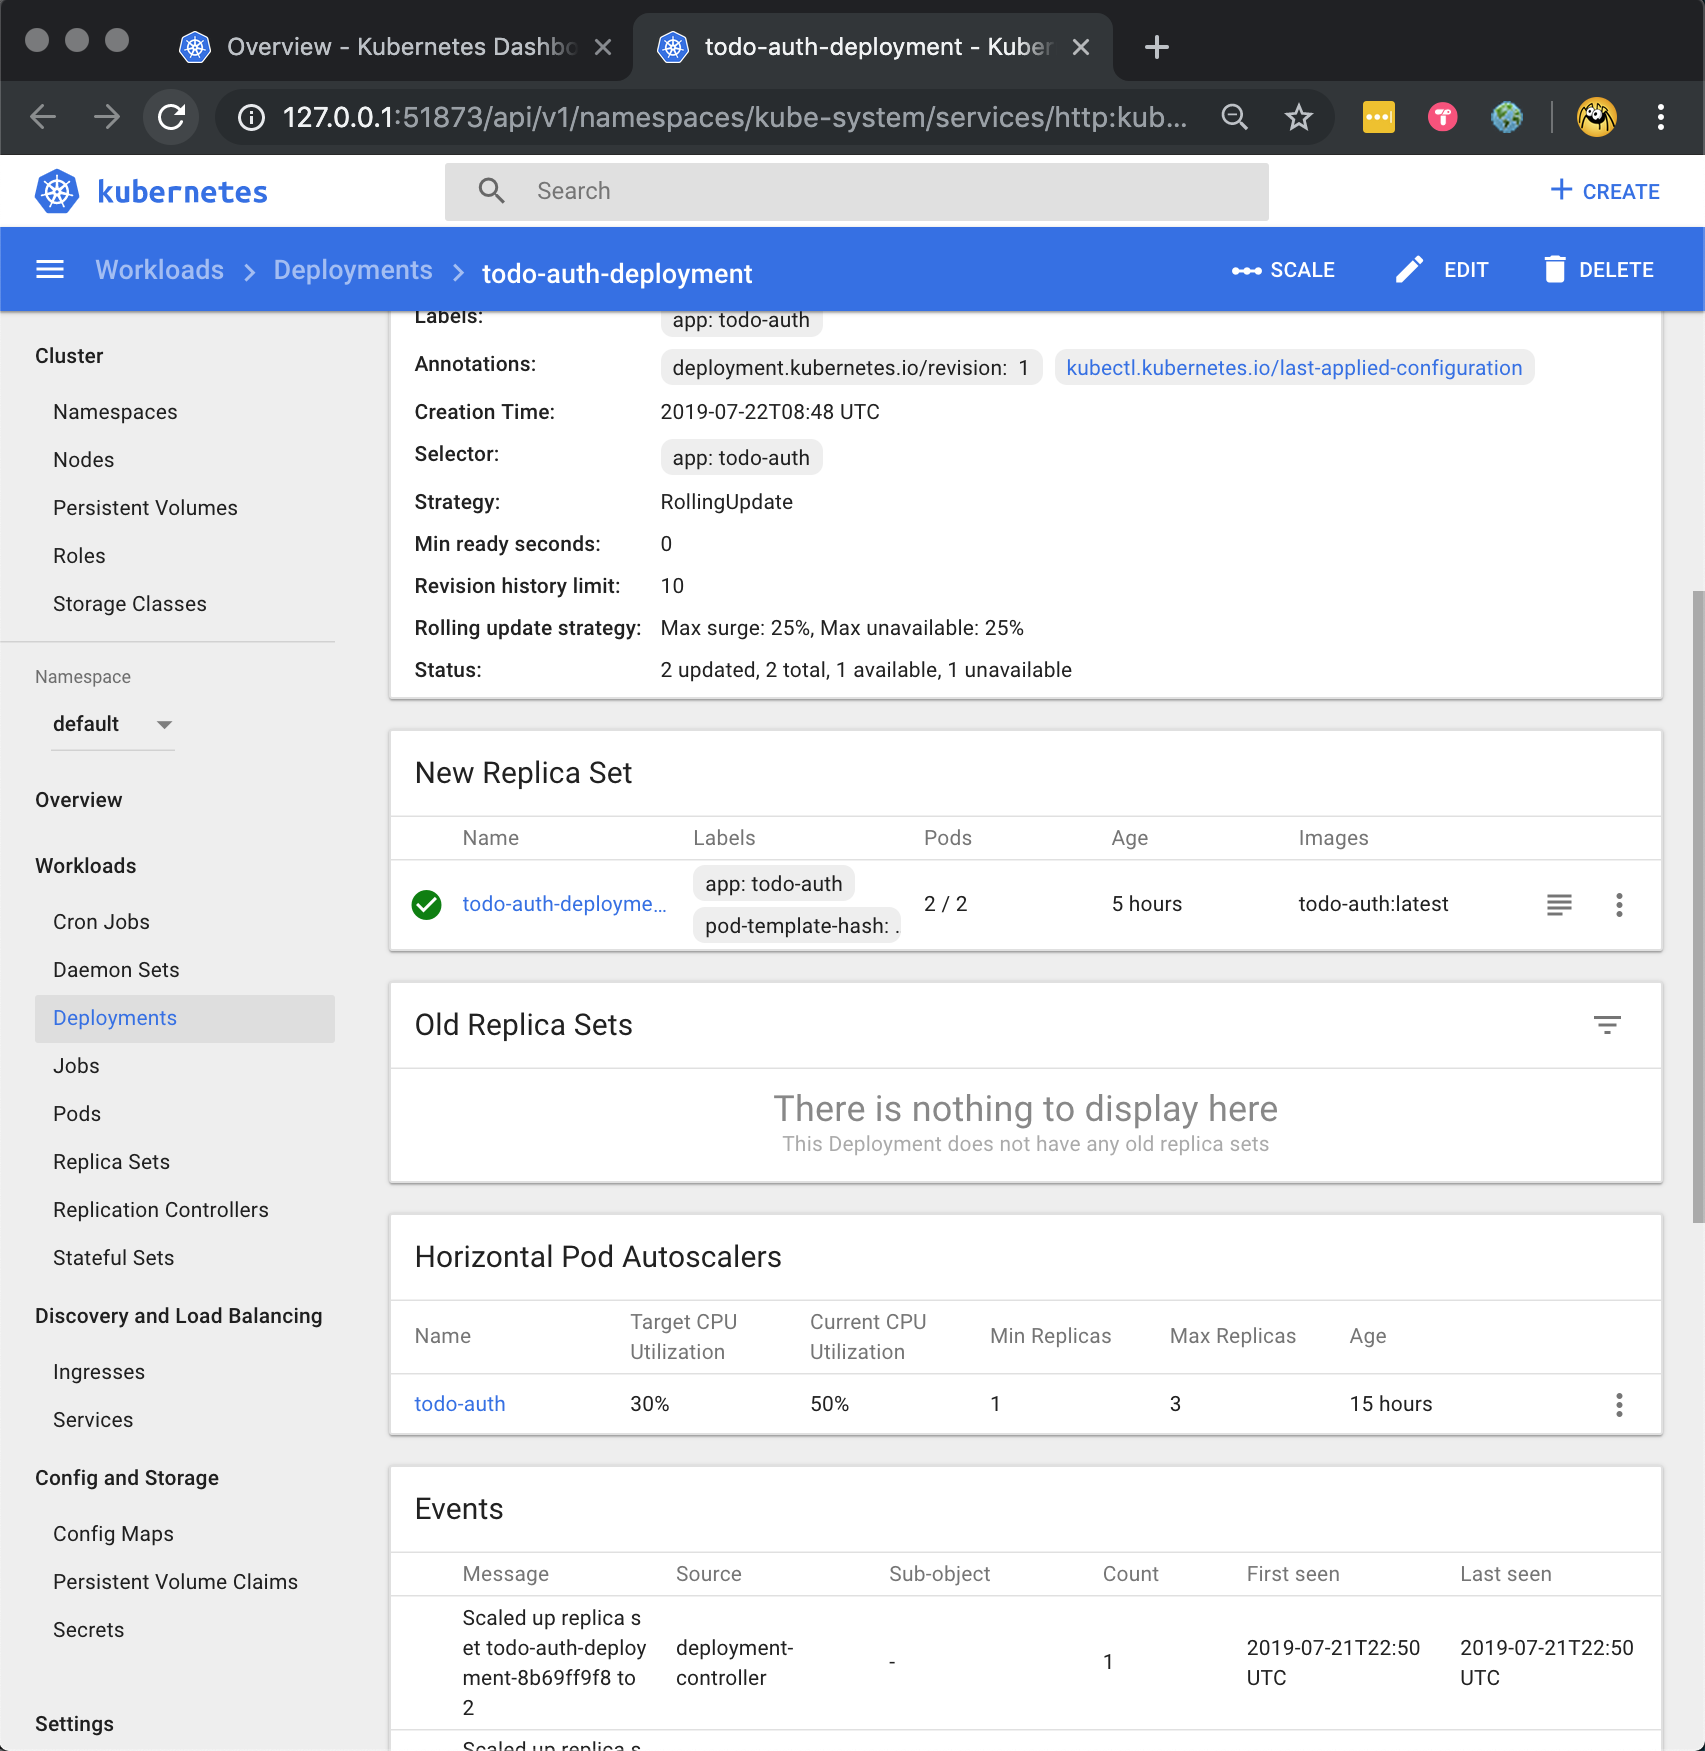 Overview - Kubernetes Dashbo
todo-auth-deployment - Kuber
127.0.0.1:51873/api/v1/namespaces/kube-system/services/http:kub...
kubernetes
Search
CREATE
Workloads
Deployments
todo-auth-deployment
SCALE
EDIT
DELETE
Cluster
Namespaces
Nodes
Persistent Volumes
Roles
Storage Classes
Namespace
default
Overview
Workloads
Cron Jobs
Daemon Sets
Deployments
Jobs
Pods
Replica Sets
Replication Controllers
Stateful Sets
Discovery and Load Balancing
Ingresses
Services
Config and Storage
Config Maps
Persistent Volume Claims
Secrets
Settings
Labels: app: todo-auth
Annotations: deployment.kubernetes.io/revision: 1 kubectl.kubernetes.io/last-applied-configuration
Creation Time: 2019-07-22T08:48 UTC
Selector: app: todo-auth
Strategy: RollingUpdate
Min ready seconds: 0
Revision history limit: 10
Rolling update strategy: Max surge: 25%, Max unavailable: 25%
Status: 2 updated, 2 total, 1 available, 1 unavailable
New Replica Set
Name Labels Pods Age Images
todo-auth-deployme...
app: todo-auth
pod-template-hash: .
2 / 2
5 hours
todo-auth:latest
Old Replica Sets
There is nothing to display here
This Deployment does not have any old replica sets
Horizontal Pod Autoscalers
Name
Target CPU
Utilization
Current CPU
Utilization
Min Replicas
Max Replicas
Age
todo-auth 30% 50% 1 3 15 hours
Events
Message Source Sub-object Count First seen Last seen
Scaled up replica s
et todo-auth-deploy
ment-8b69ff9f8 to
2
deployment-
controller
-
1
2019-07-21T22:50
UTC
2019-07-21T22:50
UTC
Scaled up replica s